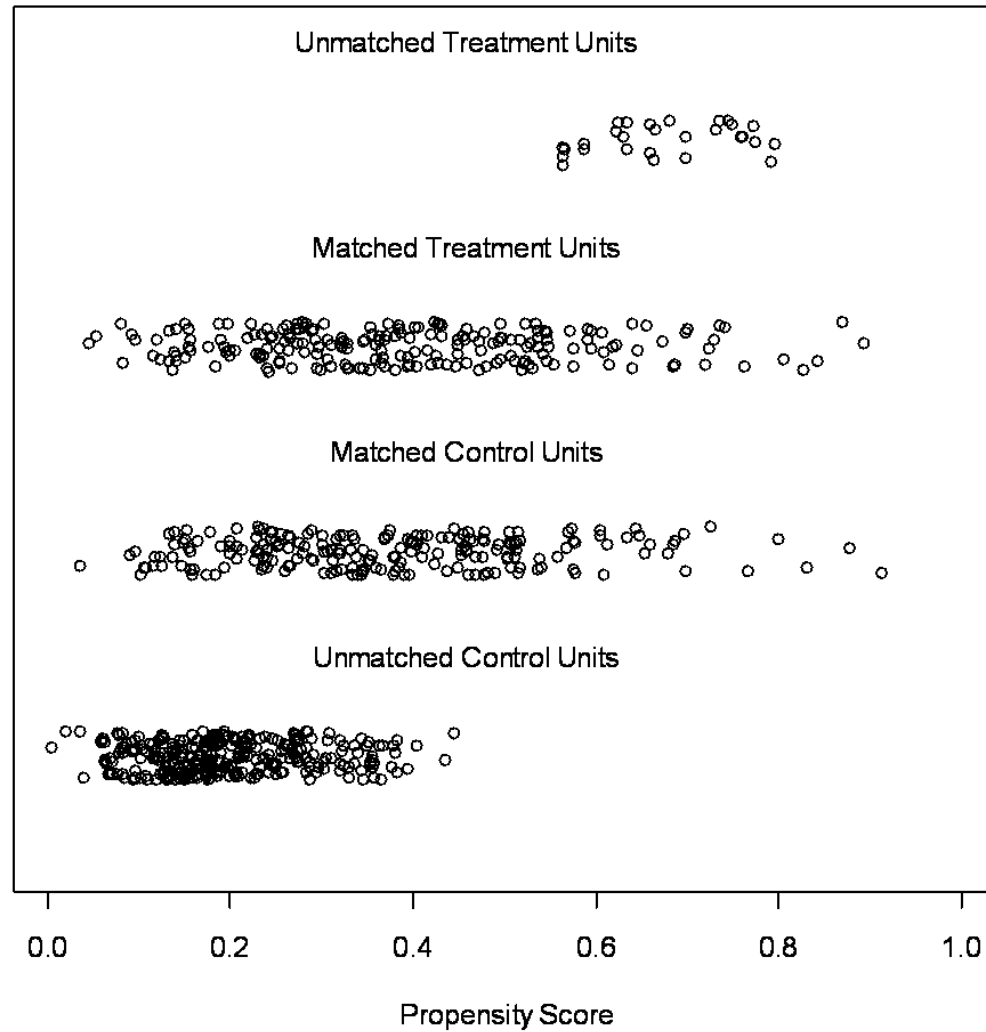 Unmatched Treatment Units
Matched Treatment Units
Matched Control Units
Unmatched Control Units
0.0 0.2 0.4 0.6 0.8 1.0
Propensity Score